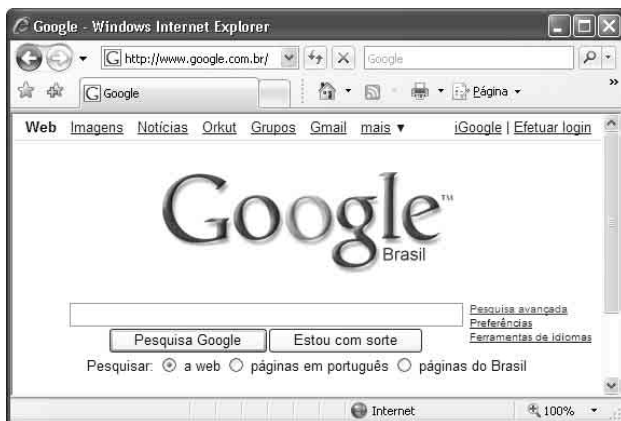 Google - Windows Internet Explorer
http://www.google.com.br/ Google
Google Página »
Web Imagens Notícias Orkut Grupos Gmail mais ▼ iGoogle | Efetuar login
Google™
Brasil
Pesquisa avançada
Preferências
Ferramentas de idiomas
Pesquisa Google Estou com sorte
Pesquisar: a web páginas em português páginas do Brasil
Internet 100%